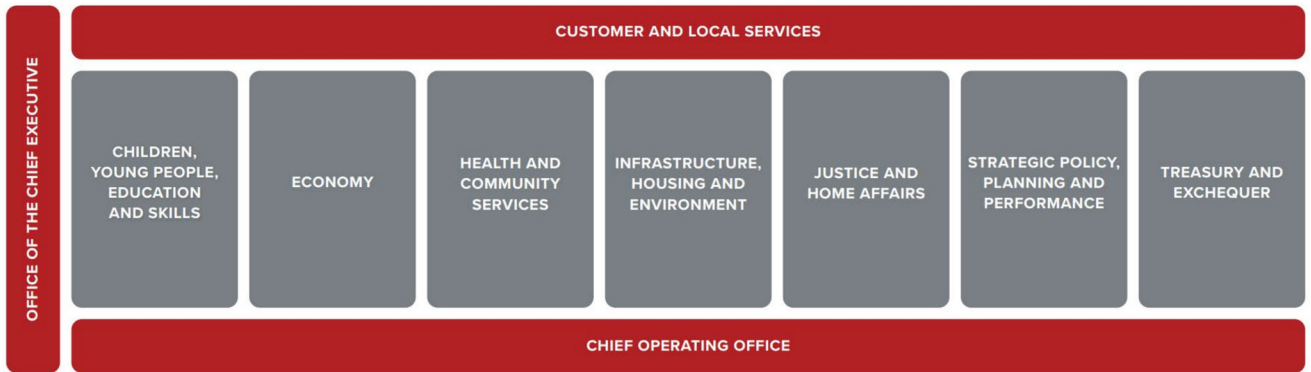 OFFICE OF THE CHIEF EXECUTIVE
CUSTOMER AND LOCAL SERVICES
CHILDREN,
YOUNG PEOPLE,
EDUCATION
AND SKILLS
ECONOMY
HEALTH AND
COMMUNITY
SERVICES
INFRASTRUCTURE,
HOUSING AND
ENVIRONMENT
JUSTICE AND
HOME AFFAIRS
STRATEGIC POLICY,
PLANNING AND
PERFORMANCE
TREASURY AND
EXCHEQUER
CHIEF OPERATING OFFICE